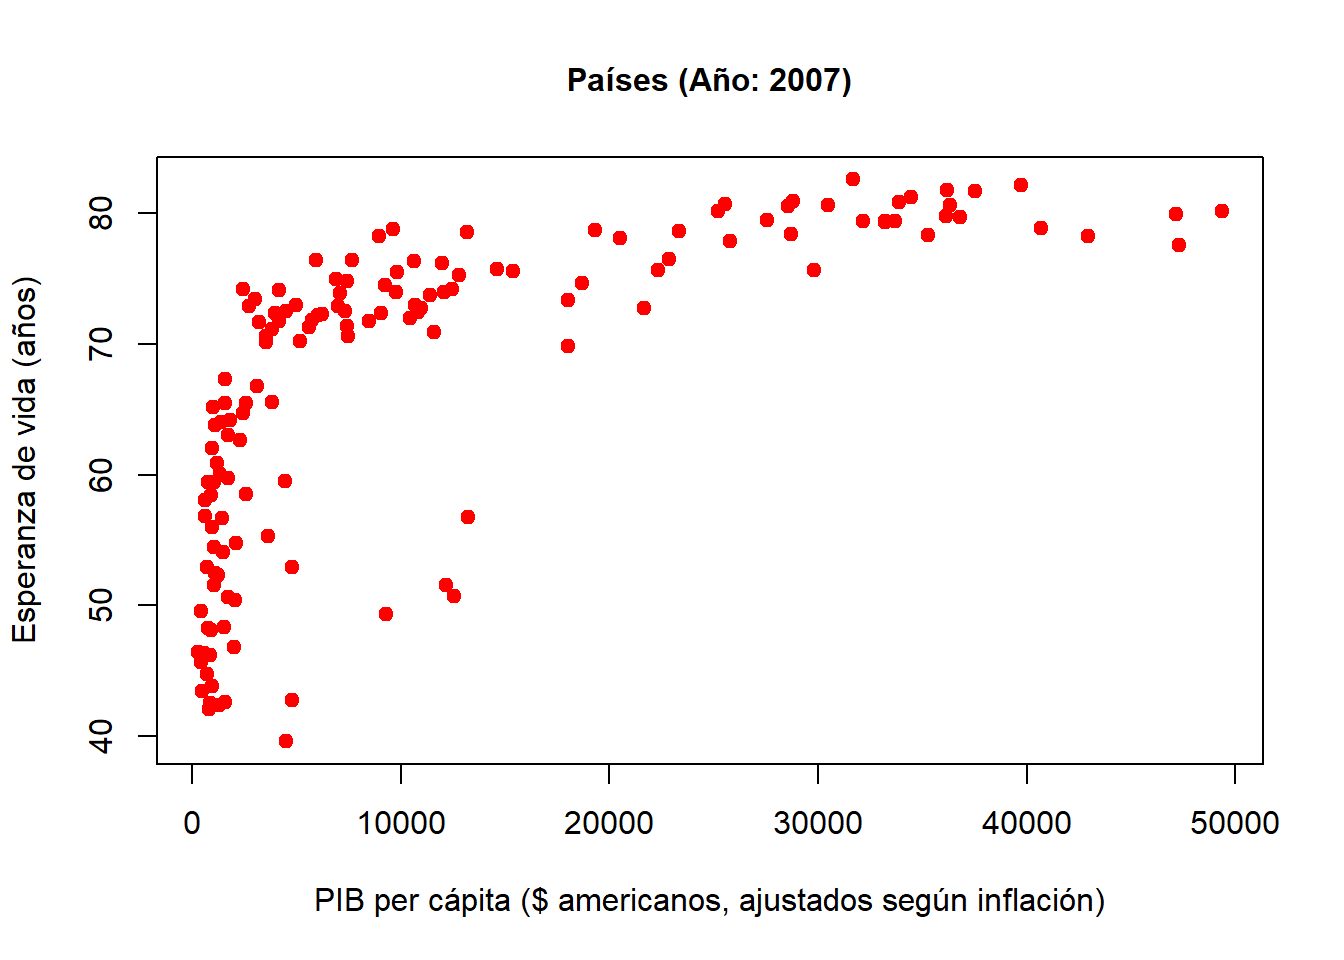 Países (Año: 2007)
Esperanza de vida (años)
80
70
60
50
40
0 10000 20000 30000 40000 50000
PIB per cápita ($ americanos, ajustados según inflación)